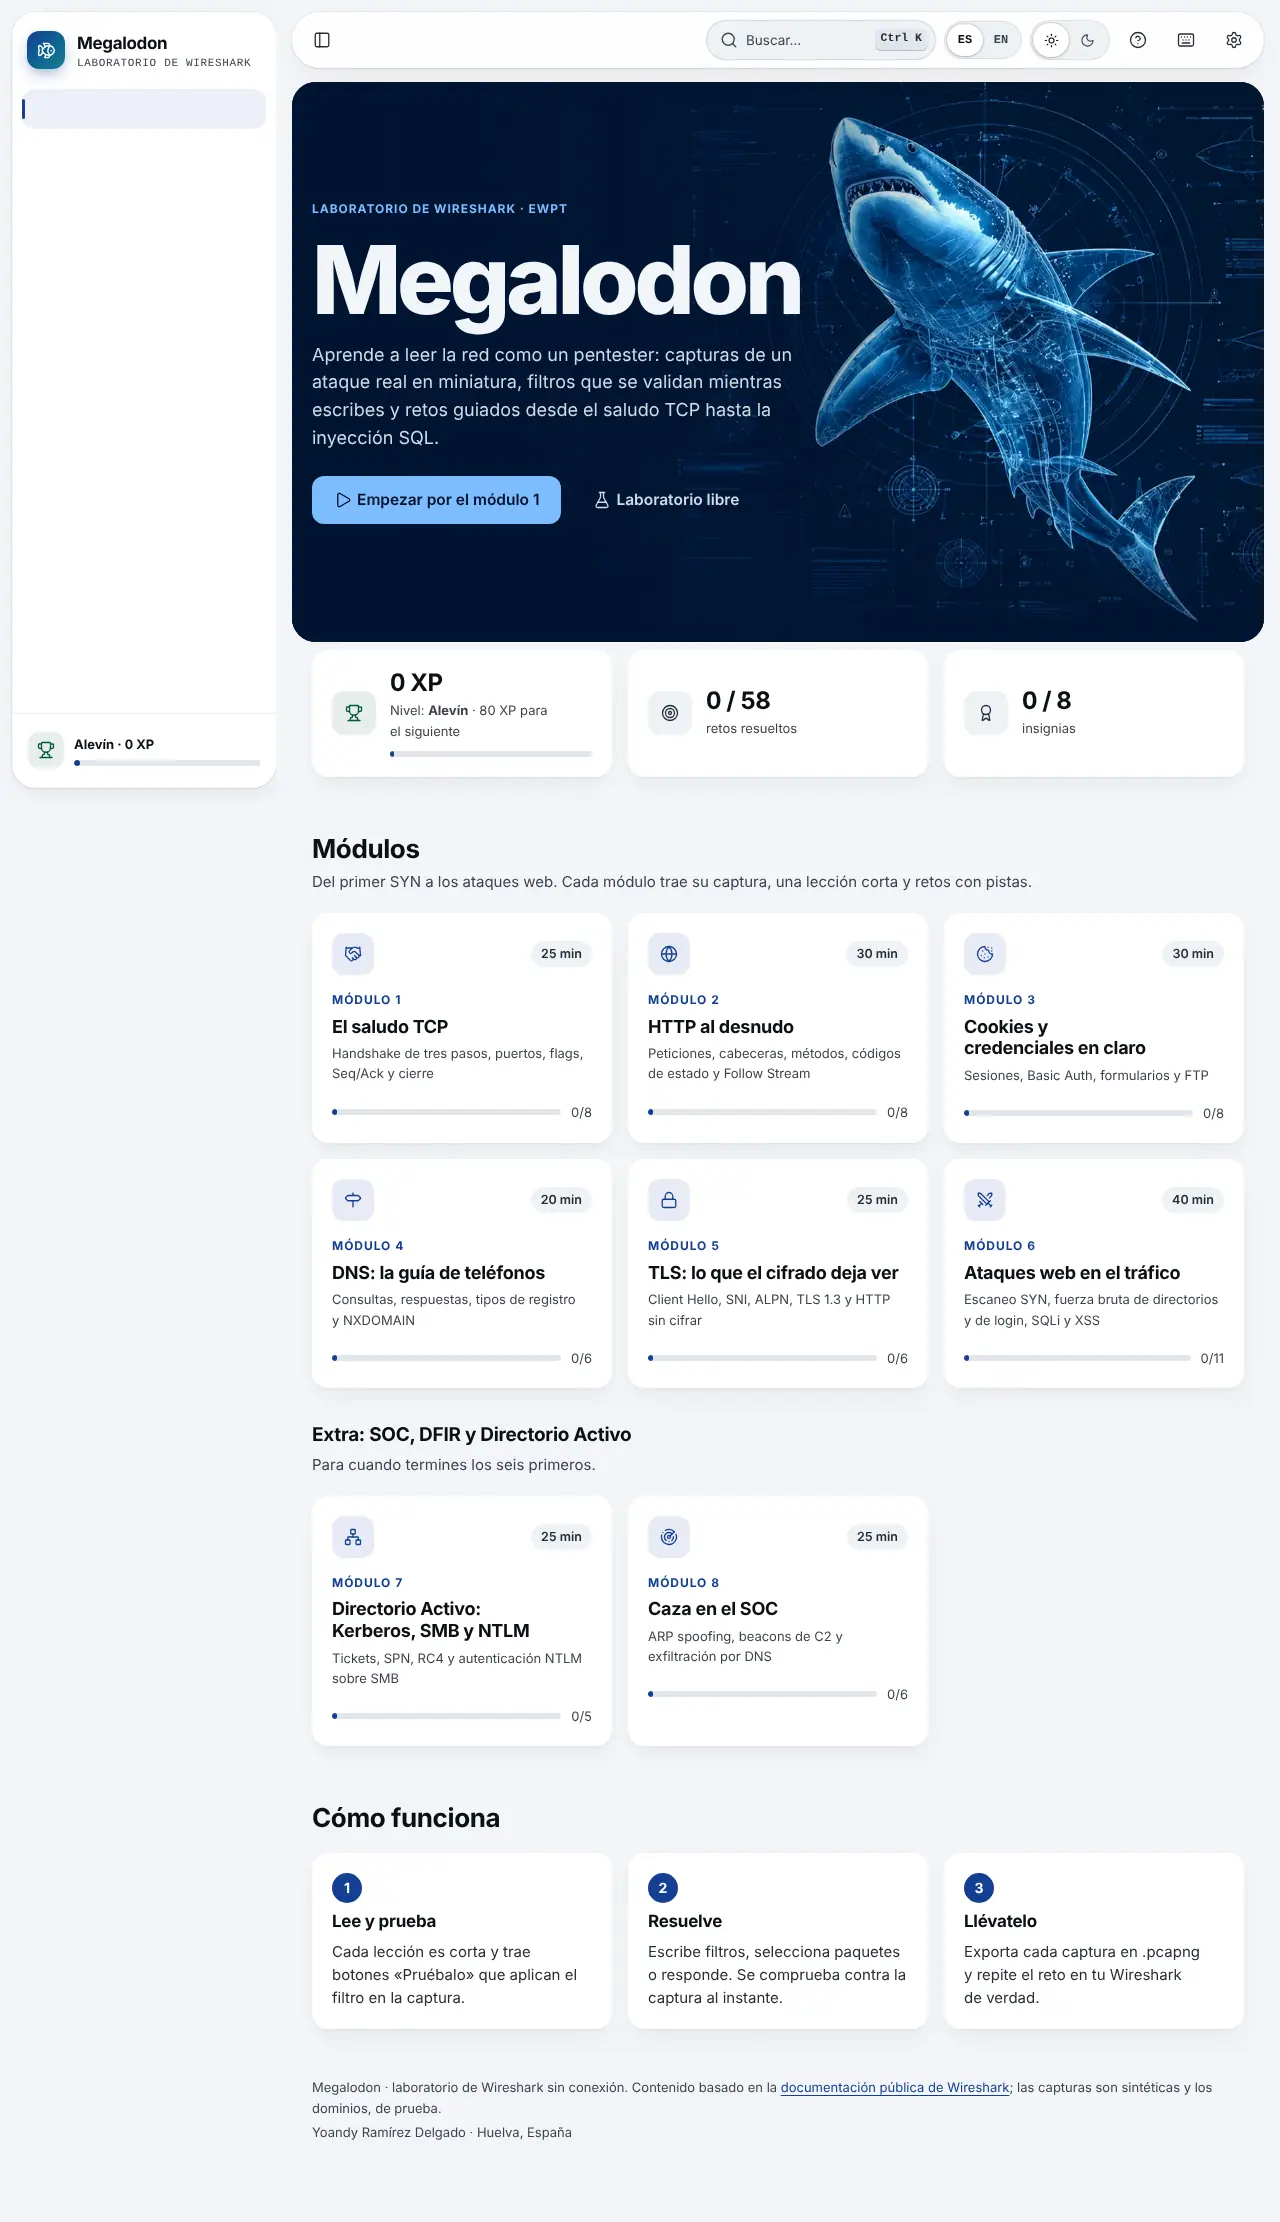 Megalodon
LABORATORIO DE WIRESHARK
Alevín · 0 XP
Buscar...
Ctrl K
ES
EN
LABORATORIO DE WIRESHARK · EWPT
Megalodon
Aprende a leer la red como un pentester: capturas de un
ataque real en miniatura, filtros que se validan mientras
escribes y retos guiados desde el saludo TCP hasta la
inyección SQL.
Empezar por el módulo 1
Laboratorio libre
0 XP
Nivel: Alevín · 80 XP para
el siguiente
0 / 58
retos resueltos
0 / 8
insignias
Módulos
Del primer SYN a los ataques web. Cada módulo trae su captura, una lección corta y retos con pistas.
25 min
MÓDULO 1
El saludo TCP
Handshake de tres pasos, puertos, flags,
Seq/Ack y cierre
0/8
30 min
MÓDULO 2
HTTP al desnudo
Peticiones, cabeceras, métodos, códigos
de estado y Follow Stream
0/8
30 min
MÓDULO 3
Cookies y
credenciales en claro
Sesiones, Basic Auth, formularios y FTP
0/8
20 min
MÓDULO 4
DNS: la guía de teléfonos
Consultas, respuestas, tipos de registro
y NXDOMAIN
0/6
25 min
MÓDULO 5
TLS: lo que el cifrado deja ver
Client Hello, SNI, ALPN, TLS 1.3 y HTTP
sin cifrar
0/6
40 min
MÓDULO 6
Ataques web en el tráfico
Escaneo SYN, fuerza bruta de directorios
y de login, SQLi y XSS
0/11
Extra: SOC, DFIR y Directorio Activo
Para cuando termines los seis primeros.
25 min
MÓDULO 7
Directorio Activo:
Kerberos, SMB y NTLM
Tickets, SPN, RC4 y autenticación NTLM
sobre SMB
0/5
25 min
MÓDULO 8
Caza en el SOC
ARP spoofing, beacons de C2 y
exfiltración por DNS
0/6
Cómo funciona
1
Lee y prueba
Cada lección es corta y trae
botones «Pruébalo» que aplican el
filtro en la captura.
2
Resuelve
Escribe filtros, selecciona paquetes
o responde. Se comprueba contra la
captura al instante.
3
Llévatelo
Exporta cada captura en .pcapng
y repite el reto en tu Wireshark
de verdad.
Megalodon · laboratorio de Wireshark sin conexión. Contenido basado en la documentación pública de Wireshark; las capturas son sintéticas y los
dominios, de prueba.
Yoandy Ramírez Delgado · Huelva, España